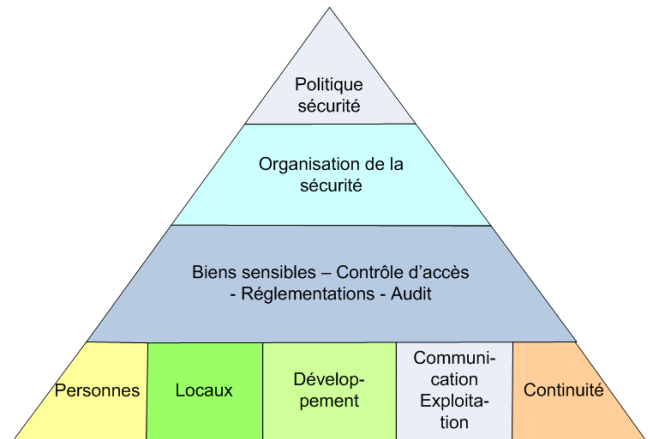 Politique
sécurité
Organisation de la
sécurité
Biens sensibles – Contrôle d’accès
- Réglementations - Audit
Personnes
Locaux
Dévelop-
pement
Communi-
cation
Exploita-
tion
Continuité